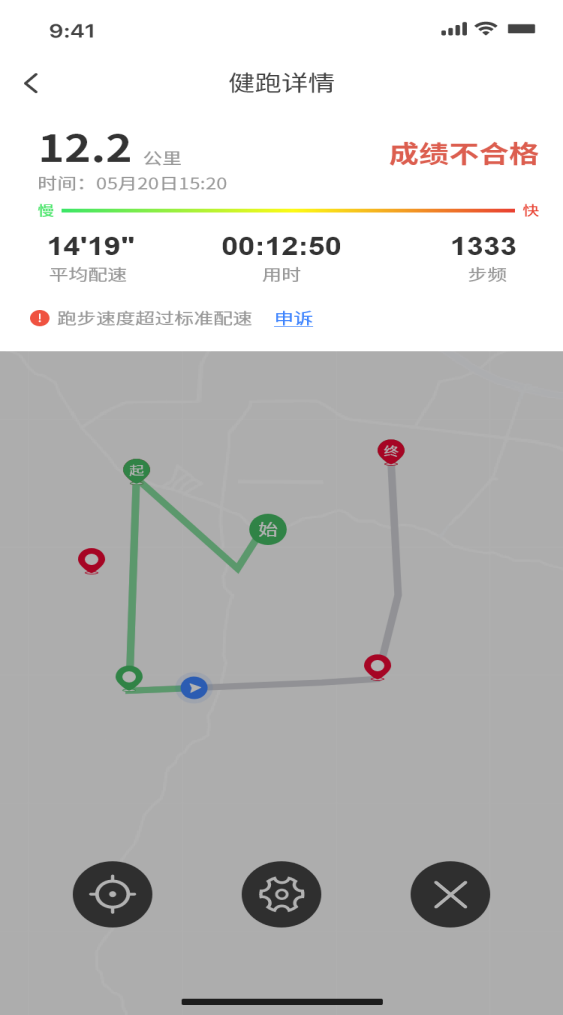 9:41
健跑详情
12.2 公里
成绩不合格
时间：05月20日15:20
慢 快
14'19" 00:12:50 1333
平均配速 用时 步频
! 跑步速度超过标准配速 申诉
终
起
始